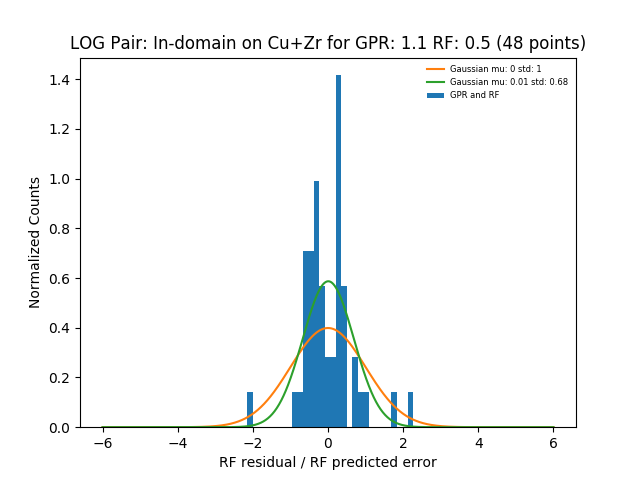 LOG Pair: In-domain on Cu+Zr for GPR: 1.1 RF: 0.5 (48 points)
Gaussian mu: 0 std: 1
Gaussian mu: 0.01 std: 0.68
GPR and RF
Normalized Counts
1.4
1.2
1.0
0.8
0.6
0.4
0.2
0.0
−6 −4 −2 0 2 4 6
RF residual / RF predicted error